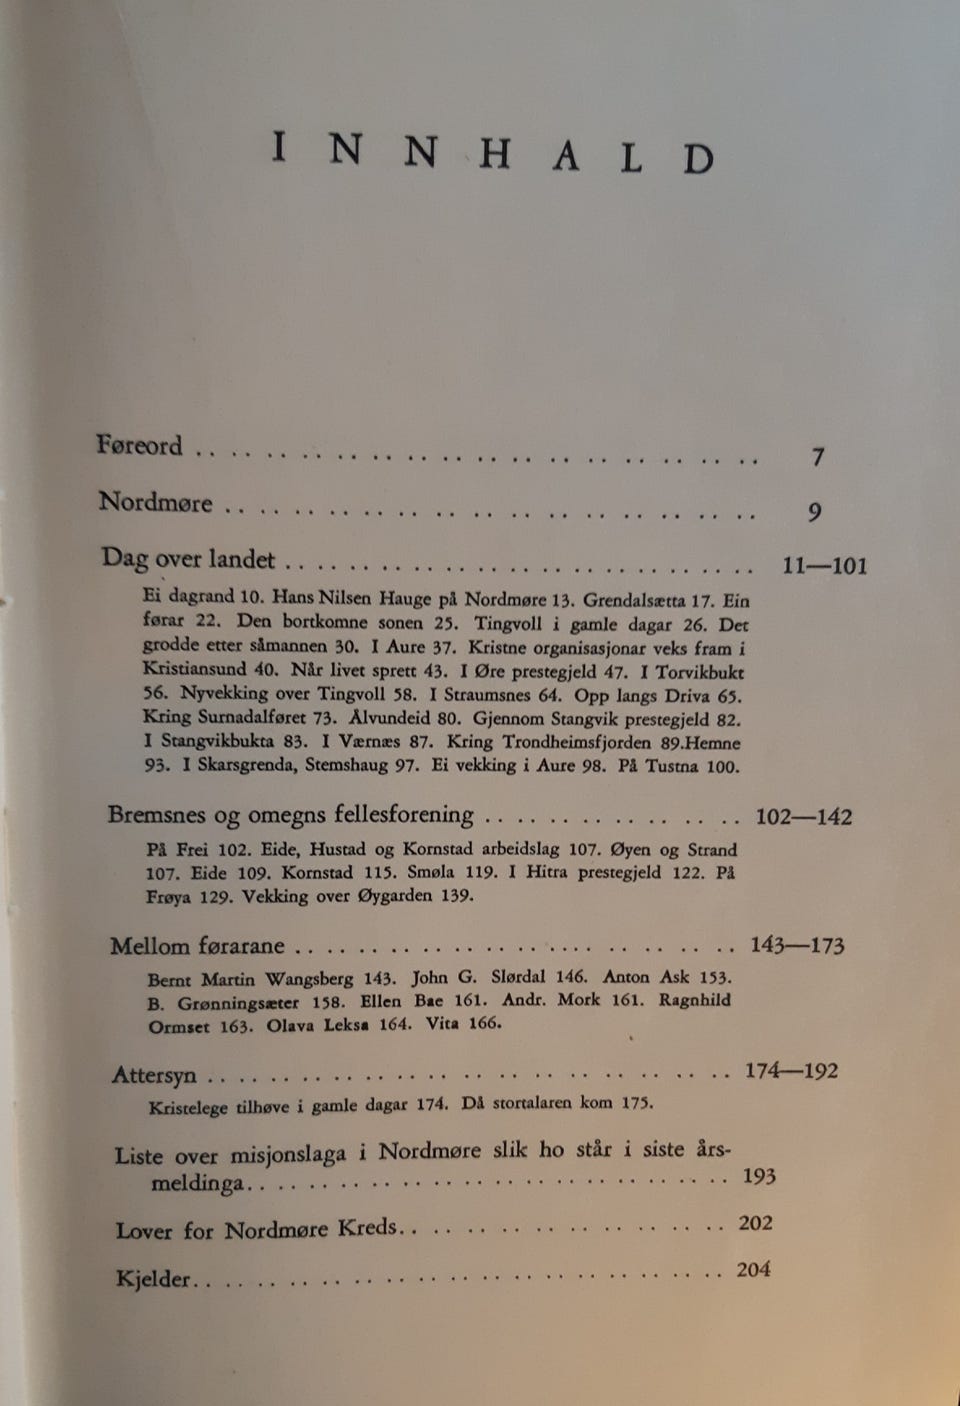 INNHALD
Føreord . . . . . . . . . . . . . . . . . . . . . . . . . . . . 7
Nordmøre . . . . . . . . . . . . . . . . . . . . . . . . . . . 9
Dag over landet . . . . . . . . . . . . . . . . . . . . . . . . 11—101
Ei dagrand 10. Hans Nilsen Hauge på Nordmøre 13. Grendalsætta 17. Ein
førar 22. Den bortkomne sonen 25. Tingvoll i gamle dagar 26. Det
grodde etter såmannen 30. I Aure 37. Kristne organisasjonar veks fram i
Kristiansund 40. Når livet sprett 43. I Øre prestegjeld 47. I Torvikbukt
56. Nyvekking over Tingvoll 58. I Straumsnes 64. Opp langs Driva 65.
Kring Surnadalføret 73. Ålvundeid 80. Gjennom Stangvik prestegjeld 82.
I Stangvikbukta 83. I Værnæs 87. Kring Trondheimsfjorden 89.Hemne
93. I Skarsgrenda, Stemshaug 97. Ei vekking i Aure 98. På Tustna 100.
Bremsnes og omegns fellesforening . . . . . . . . . . . . . . 102—142
På Frei 102. Eide, Hustad og Kornstad arbeidslag 107. Øyen og Strand
107. Eide 109. Kornstad 115. Smøla 119. I Hitra prestegjeld 122. På
Frøya 129. Vekking over Øygarden 139.
Mellom førarane . . . . . . . . . . . . . . . . . . . . . . . . 143—173
Bernt Martin Wangsberg 143. John G. Slørdal 146. Anton Ask 153.
B. Grønningsæter 158. Ellen Bae 161. Andr. Mork 161. Ragnhild
Ormset 163. Olava Leksa 164. Vita 166.
Attersyn . . . . . . . . . . . . . . . . . . . . . . . . . . . . 174—192
Kristelege tilhøve i gamle dagar 174. Då stortalaren kom 175.
Liste over misjonslaga i Nordmøre slik ho står i siste års-
meldinga. . . . . . . . . . . . . . . . . . . . . . . . . . . . 193
Lover for Nordmøre Kreds. . . . . . . . . . . . . . . . . . . 202
Kjelder. . . . . . . . . . . . . . . . . . . . . . . . . . . . . 204